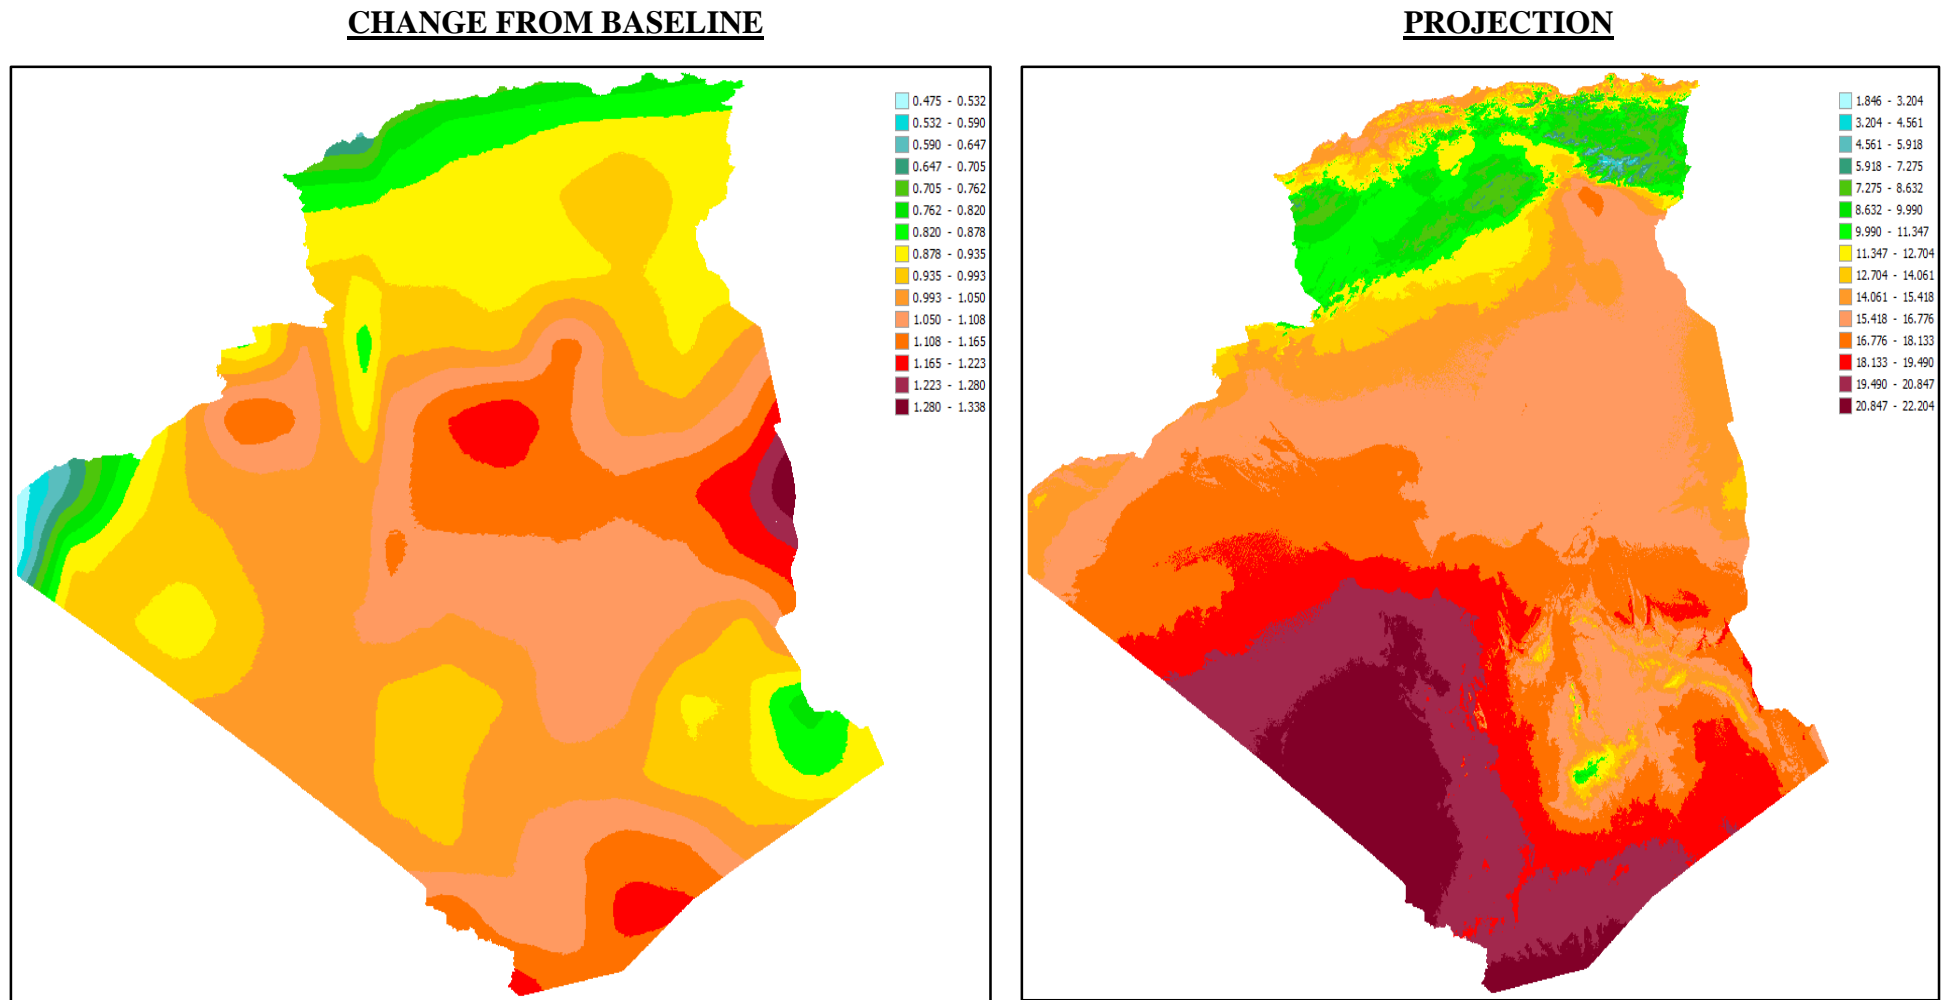 CHANGE FROM BASELINE
PROJECTION
0.475 - 0.532
0.532 - 0.590
0.590 - 0.647
0.647 - 0.705
0.705 - 0.762
0.762 - 0.820
0.820 - 0.878
0.878 - 0.935
0.935 - 0.993
0.993 - 1.050
1.050 - 1.108
1.108 - 1.165
1.165 - 1.223
1.223 - 1.280
1.280 - 1.338
1.846 - 3.204
3.204 - 4.561
4.561 - 5.918
5.918 - 7.275
7.275 - 8.632
8.632 - 9.990
9.990 - 11.347
11.347 - 12.704
12.704 - 14.061
14.061 - 15.418
15.418 - 16.776
16.776 - 18.133
18.133 - 19.490
19.490 - 20.847
20.847 - 22.204